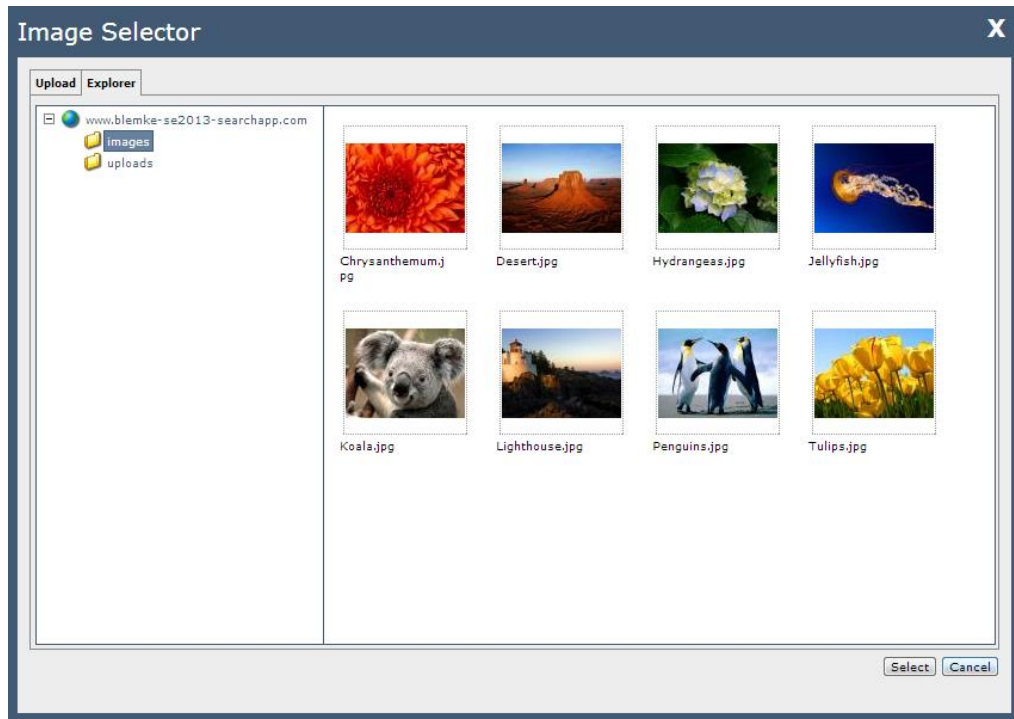 Image Selector
X
Upload
Explorer
www.blemke-se2013-searchapp.com
images
uploads
Chrysanthemum.j
pg
Desert.jpg
Hydrangeas.jpg
Jellyfish.jpg
Koala.jpg
Lighthouse.jpg
Penguins.jpg
Tulips.jpg
Select
Cancel